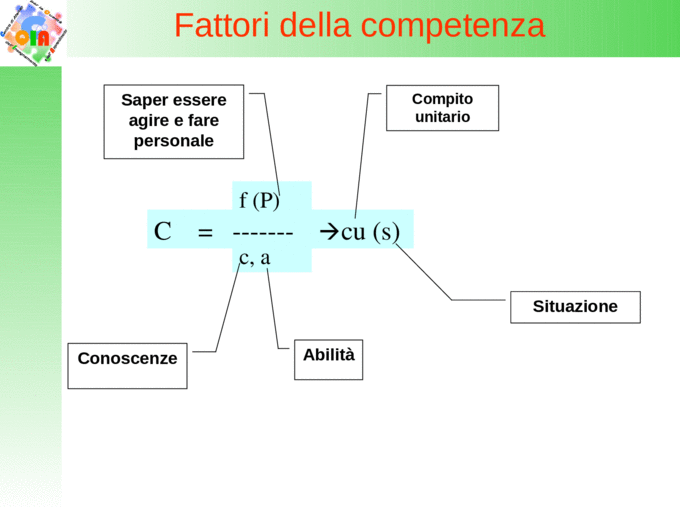 Fattori della competenza
Saper essere
agire e fare
personale
Compito
unitario
f (P)
C = ------- →cu (s)
c, a
Situazione
Conoscenze
Abilità